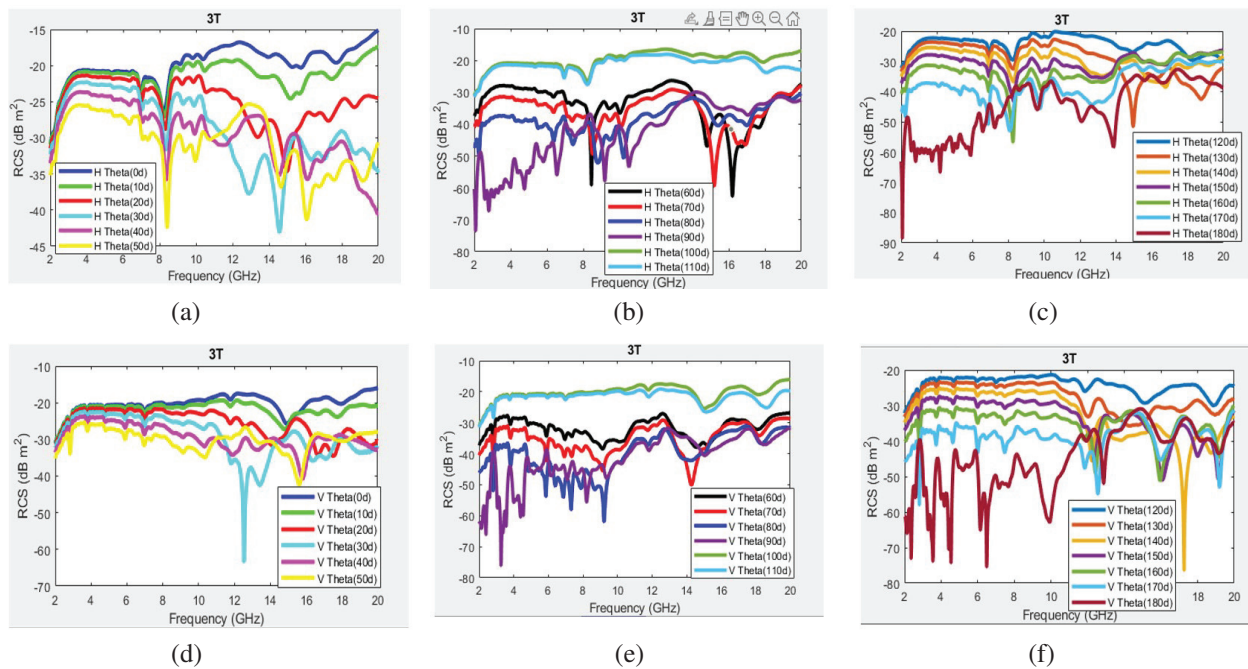 3T
RCS (dB m²)
-15
-20
-25
-30
-35
-40
-45
H Theta(0d)
H Theta(10d)
H Theta(20d)
H Theta(30d)
H Theta(40d)
H Theta(50d)
2 4 6 8 10 12 14 16 18 20
Frequency (GHz)
(a)
3T
RCS (dB m²)
-10
-20
-30
-40
-50
-60
-70
-80
H Theta(60d)
H Theta(70d)
H Theta(80d)
H Theta(90d)
H Theta(100d)
H Theta(110d)
2 4 6 8 10 12 14 16 18 20
Frequency (GHz)
(b)
3T
RCS (dB m²)
-20
-30
-40
-50
-60
-70
-80
-90
H Theta(120d)
H Theta(130d)
H Theta(140d)
H Theta(150d)
H Theta(160d)
H Theta(170d)
H Theta(180d)
2 4 6 8 10 12 14 16 18 20
Frequency (GHz)
(c)
3T
RCS (dB m²)
-10
-20
-30
-40
-50
-60
-70
V Theta(0d)
V Theta(10d)
V Theta(20d)
V Theta(30d)
V Theta(40d)
V Theta(50d)
2 4 6 8 10 12 14 16 18 20
Frequency (GHz)
(d)
3T
RCS (dB m²)
-10
-20
-30
-40
-50
-60
-70
-80
V Theta(60d)
V Theta(70d)
V Theta(80d)
V Theta(90d)
V Theta(100d)
V Theta(110d)
2 4 6 8 10 12 14 16 18 20
Frequency (GHz)
(e)
3T
RCS (dB m²)
-10
-20
-30
-40
-50
-60
-70
-80
V Theta(120d)
V Theta(130d)
V Theta(140d)
V Theta(150d)
V Theta(160d)
V Theta(170d)
V Theta(180d)
2 4 6 8 10 12 14 16 18 20
Frequency (GHz)
(f)